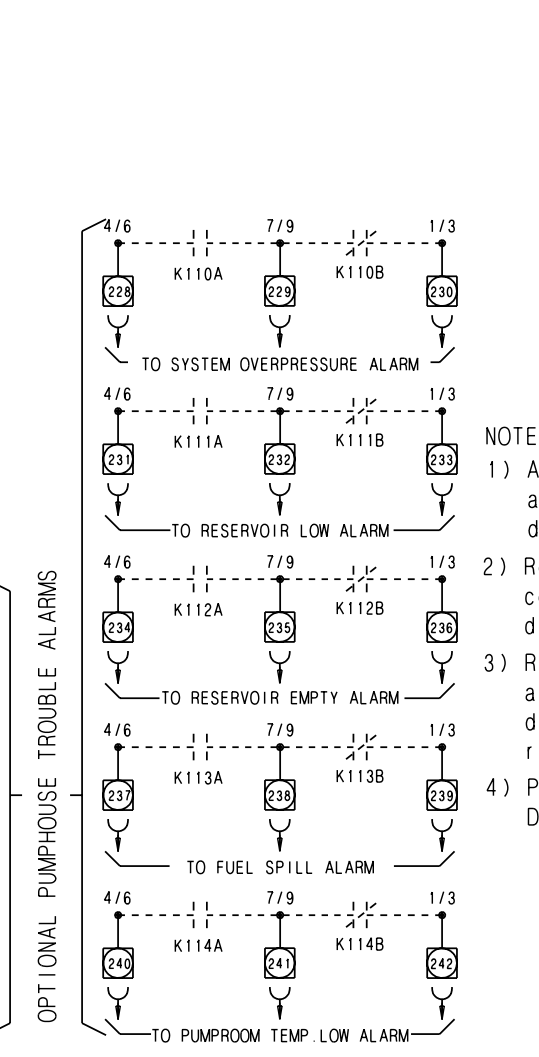 4/6 7/9 1/3
K110A K110B
228 229 230
TO SYSTEM OVERPRESSURE ALARM
4/6 7/9 1/3
K111A K111B
231 232 233
TO RESERVOIR LOW ALARM
4/6 7/9 1/3
K112A K112B
234 235 236
TO RESERVOIR EMPTY ALARM
4/6 7/9 1/3
K113A K113B
237 238 239
TO FUEL SPILL ALARM
4/6 7/9 1/3
K114A K114B
240 241 242
TO PUMPROOM TEMP.LOW ALARM
OPTIONAL PUMPHOUSE TROUBLE ALARMS
NOTE
1) A
a
d
2) R
c
d
3) R
a
d
r
4) P
D